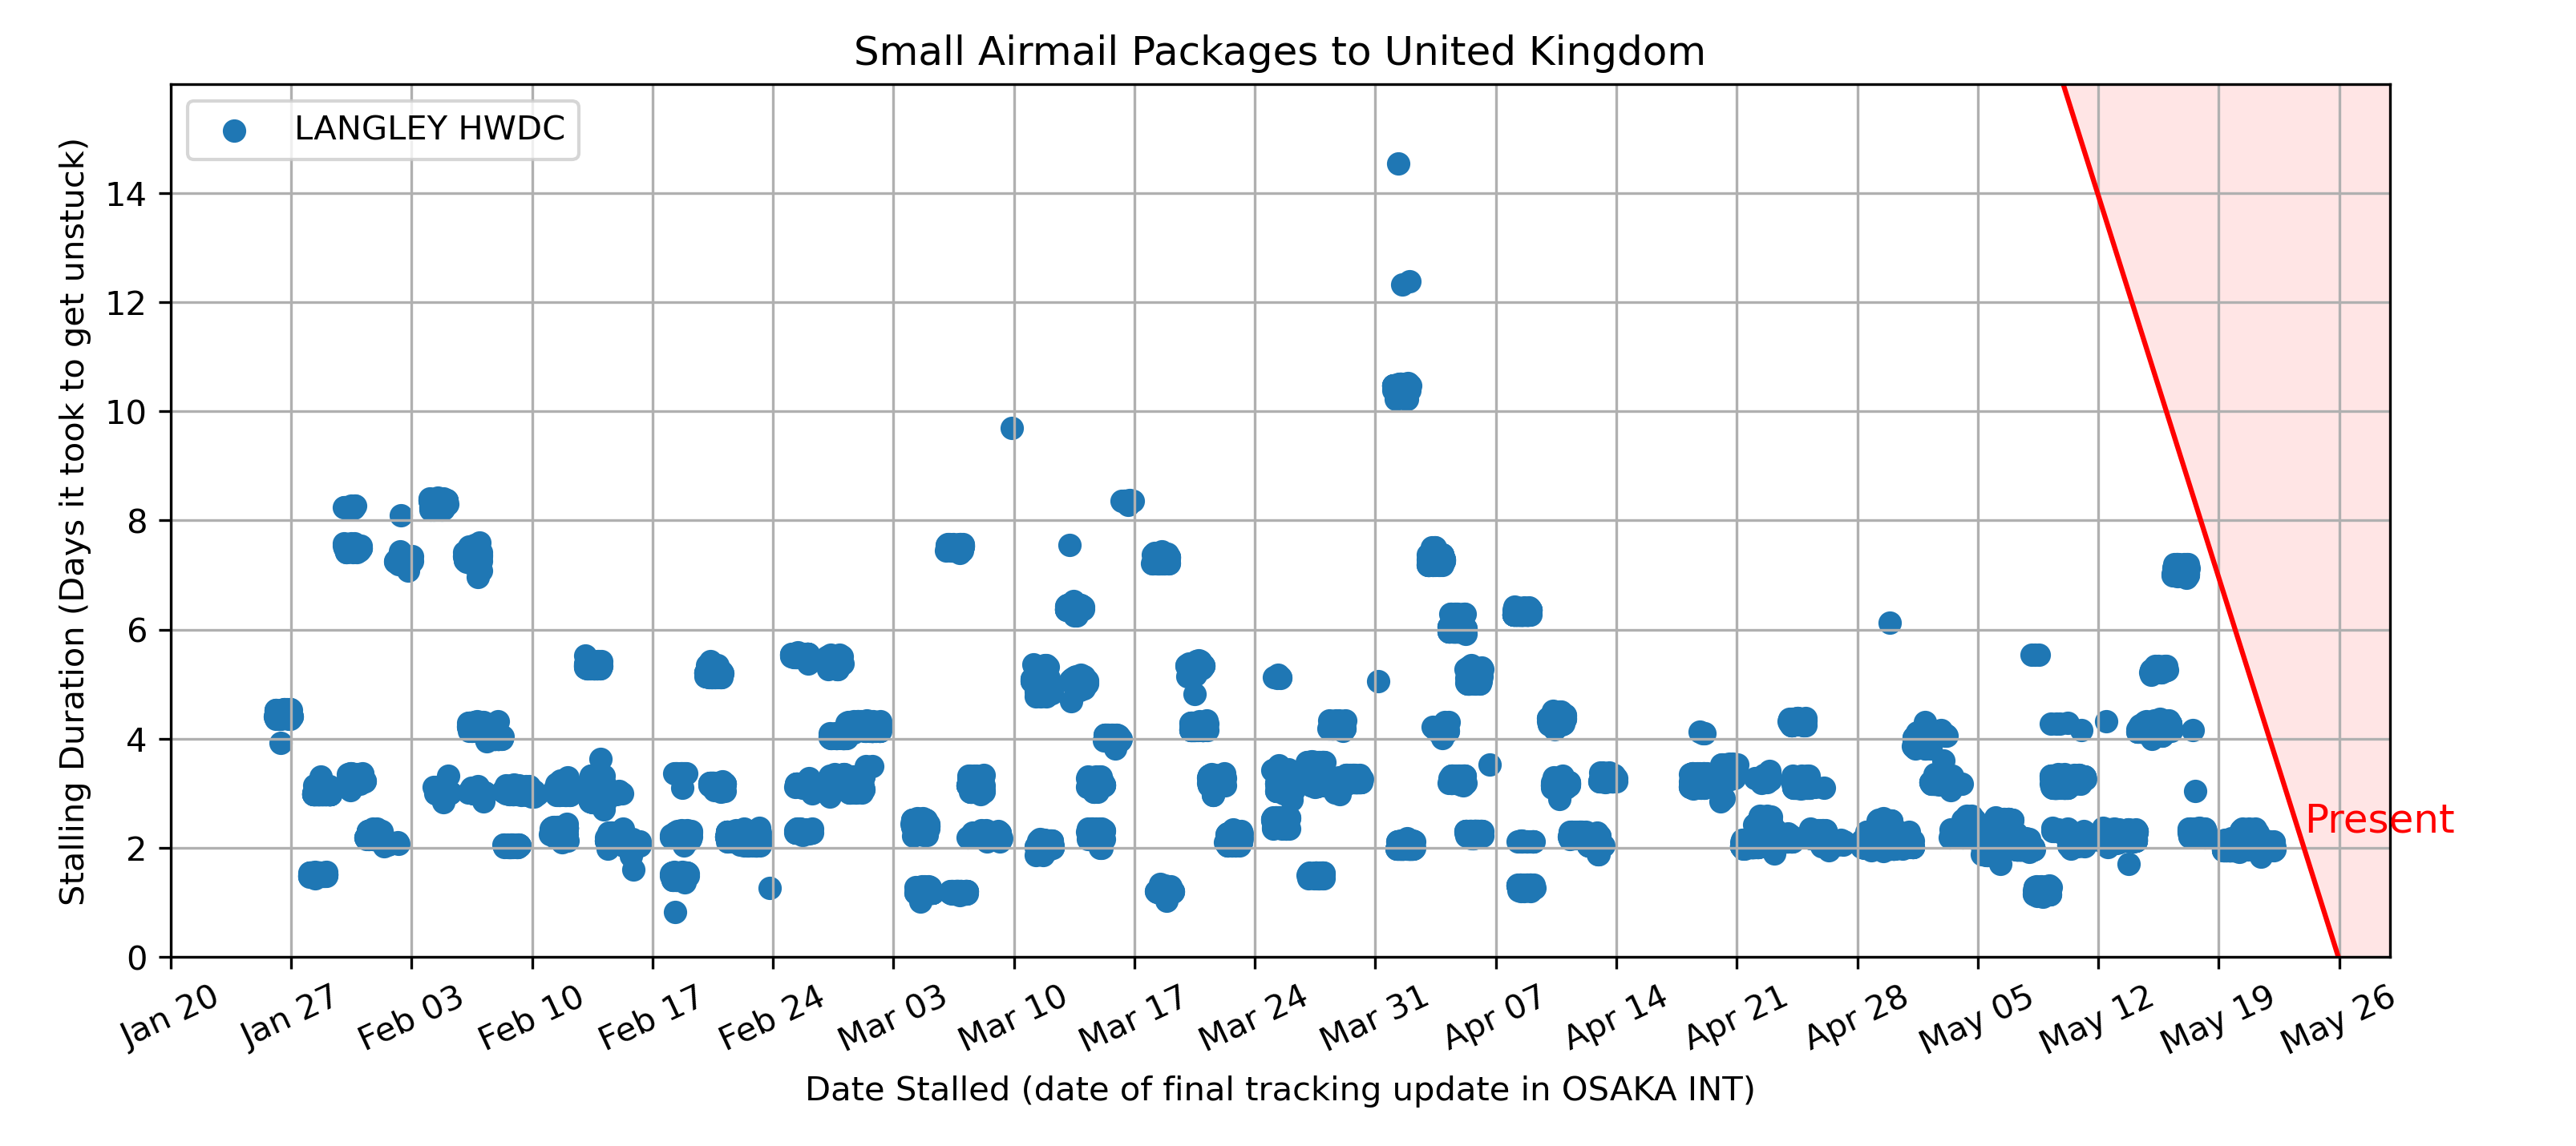 Small Airmail Packages to United Kingdom
LANGLEY HWDC
Stalling Duration (Days it took to get unstuck)
14
12
10
8
6
4
2
0
Present
Jan 20
Jan 27
Feb 03
Feb 10
Feb 17
Feb 24
Mar 03
Mar 10
Mar 17
Mar 24
Mar 31
Apr 07
Apr 14
Apr 21
Apr 28
May 05
May 12
May 19
May 26
Date Stalled (date of final tracking update in OSAKA INT)